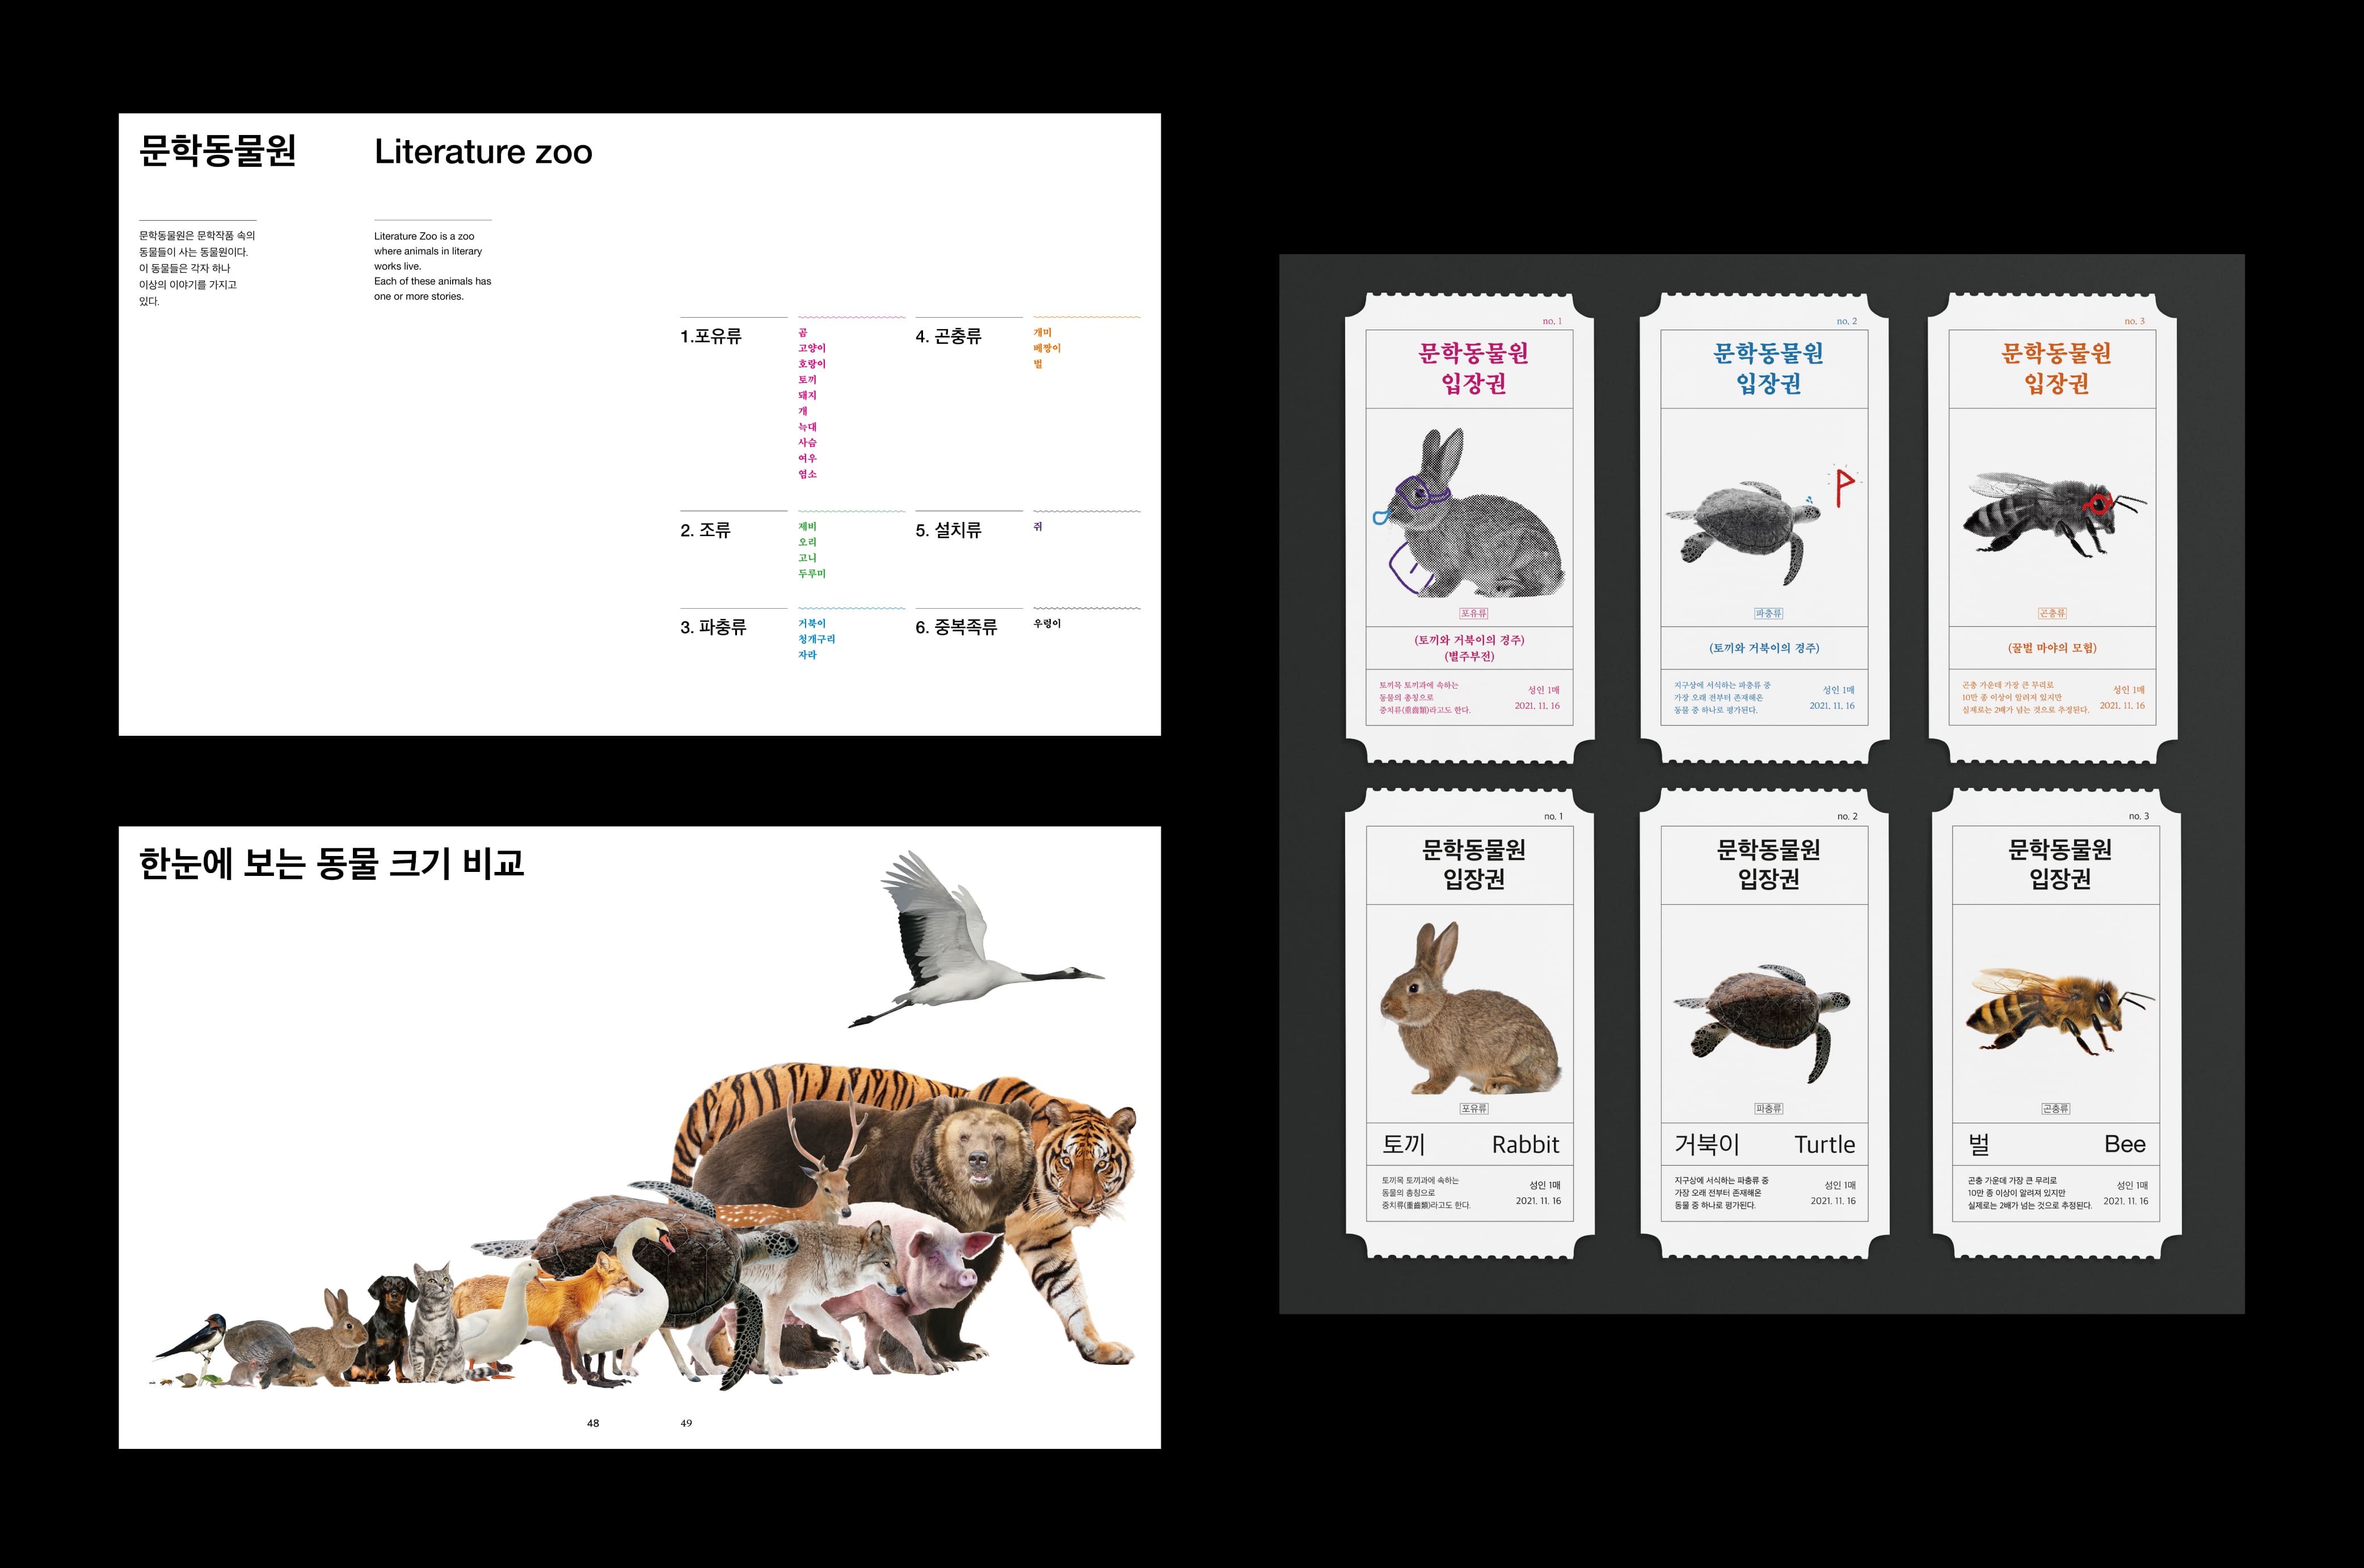 문학동물원
Literature zoo
문학동물원은 문학작품 속의
동물들이 사는 동물원이다.
이 동물들은 각자 하나
이상의 이야기를 가지고
있다.
Literature Zoo is a zoo
where animals in literary
works live.
Each of these animals has
one or more stories.
1.포유류
곰
고양이
호랑이
토끼
돼지
개
늑대
사슴
여우
염소
4. 곤충류
개미
베짱이
벌
2. 조류
제비
오리
고니
두루미
5. 설치류
쥐
3. 파충류
거북이
청개구리
자라
6. 중복족류
우렁이
한눈에 보는 동물 크기 비교
48
49
no. 1
문학동물원
입장권
포유류
(토끼와 거북이의 경주)
(별주부전)
토끼목 토끼과에 속하는
동물의 총칭으로
중치류(重齒類)라고도 한다.
성인 1매
2021. 11. 16
no. 2
문학동물원
입장권
파충류
(토끼와 거북이의 경주)
지구상에 서식하는 파충류 중
가장 오래 전부터 존재해온
동물 중 하나로 평가된다.
성인 1매
2021. 11. 16
no. 3
문학동물원
입장권
곤충류
(꿀벌 마야의 모험)
곤충 가운데 가장 큰 무리로
10만 종 이상이 알려져 있지만
실제로는 2배가 넘는 것으로 추정된다.
성인 1매
2021. 11. 16
no. 1
문학동물원
입장권
포유류
토끼 Rabbit
토끼목 토끼과에 속하는
동물의 총칭으로
중치류(重齒類)라고도 한다.
성인 1매
2021. 11. 16
no. 2
문학동물원
입장권
파충류
거북이 Turtle
지구상에 서식하는 파충류 중
가장 오래 전부터 존재해온
동물 중 하나로 평가된다.
성인 1매
2021. 11. 16
no. 3
문학동물원
입장권
곤충류
벌 Bee
곤충 가운데 가장 큰 무리로
10만 종 이상이 알려져 있지만
실제로는 2배가 넘는 것으로 추정된다.
성인 1매
2021. 11. 16